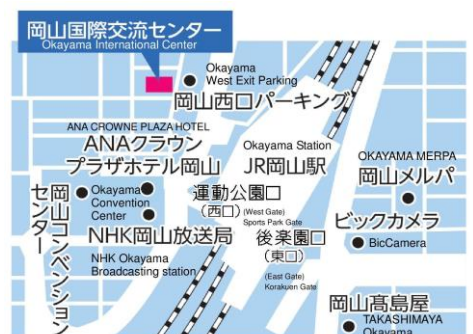 岡山国際交流センター
Okayama International Center
Okayama
West Exit Parking
岡山西口パーキング
ANA CROWNE PLAZA HOTEL
ANAクラウン
プラザホテル岡山
Okayama Station
JR岡山駅
OKAYAMA MERPA
岡山メルパ
岡山コンベンション
センター
Okayama
Convention
Center
運動公園口
(西口)
(West Gate)
Sports Park Gate
ビックカメラ
BicCamera
NHK岡山放送局
NHK Okayama
Broadcasting station
後楽園口
(東口)
(East Gate)
Korakuen Gate
岡山髙島屋
TAKASHIMAYA
Okayama